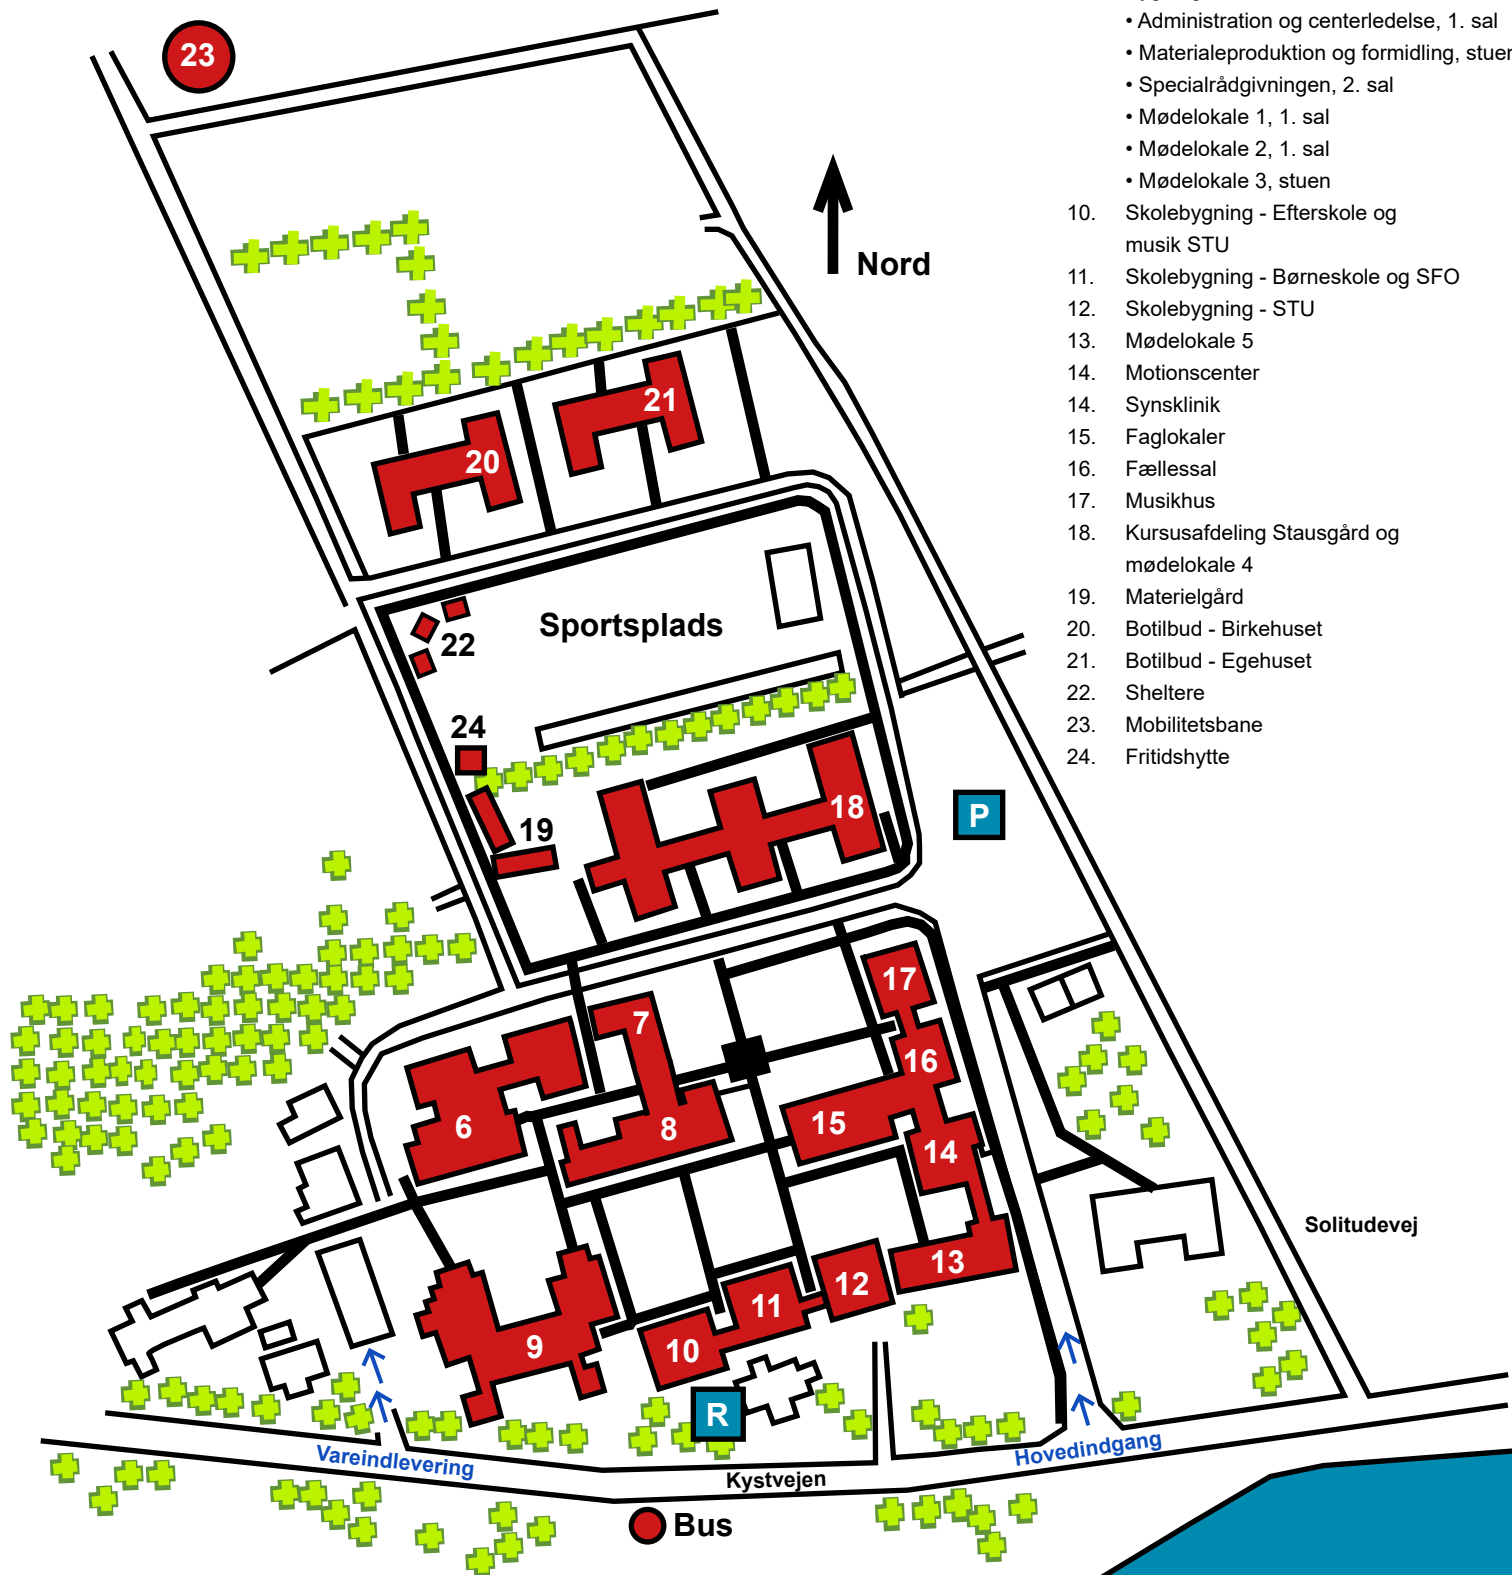 • Administration og centerledelse, 1. sal
• Materialeproduktion og formidling, stuen
• Specialrådgivningen, 2. sal
• Mødelokale 1, 1. sal
• Mødelokale 2, 1. sal
• Mødelokale 3, stuen
10. Skolebygning - Efterskole og
musik STU
11. Skolebygning - Børneskole og SFO
12. Skolebygning - STU
13. Mødelokale 5
14. Motionscenter
14. Synsklinik
15. Faglokaler
16. Fællessal
17. Musikhus
18. Kursusafdeling Stausgård og
mødelokale 4
19. Materielgård
20. Botilbud - Birkehuset
21. Botilbud - Egehuset
22. Sheltere
23. Mobilitetsbane
24. Fritidshytte
23
Nord
21
20
Sportsplads
22
24
18
P
19
17
7
16
6
8
15
14
Solitudevej
13
12
11
9
10
R
Vareindlevering
Hovedindgang
Kystvejen
Bus